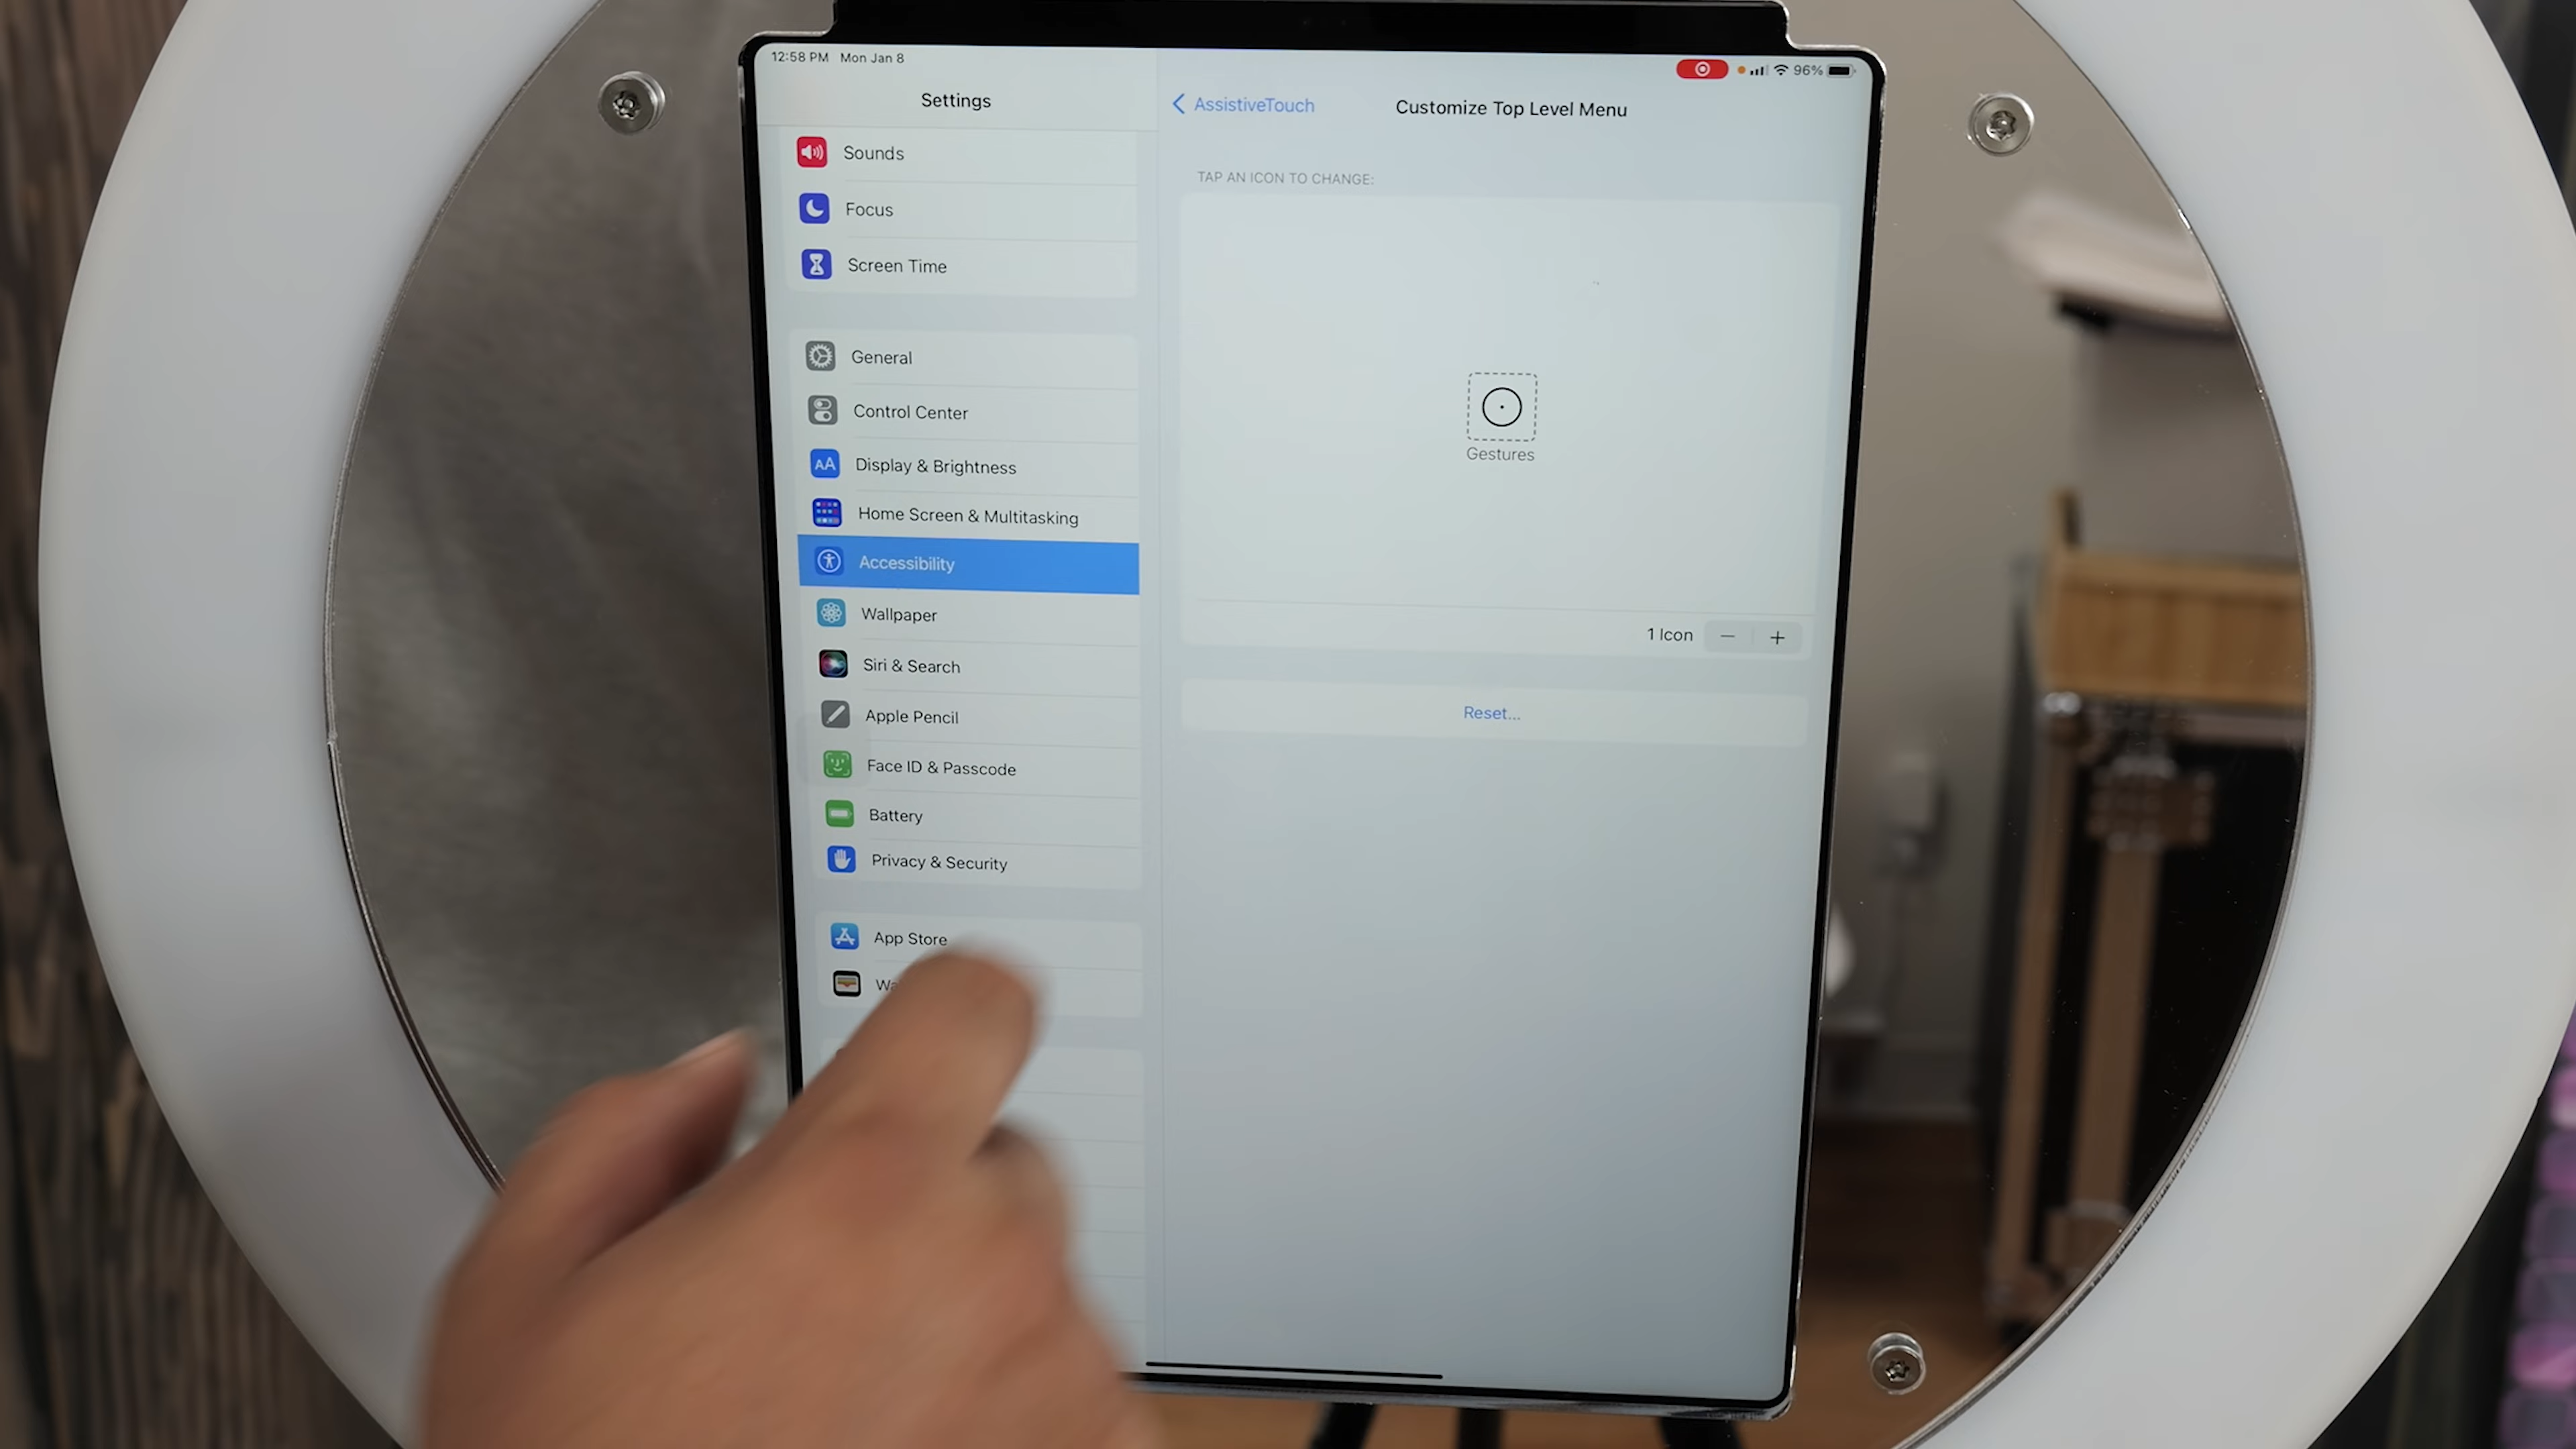 12:58 PM Mon Jan 8
96%
Settings
Sounds
Focus
Screen Time
General
Control Center
AA
Display & Brightness
Home Screen & Multitasking
Accessibility
Wallpaper
Siri & Search
Apple Pencil
Face ID & Passcode
Battery
Privacy & Security
App Store
AssistiveTouch
Customize Top Level Menu
TAP AN ICON TO CHANGE:
Gestures
1 Icon
Reset...